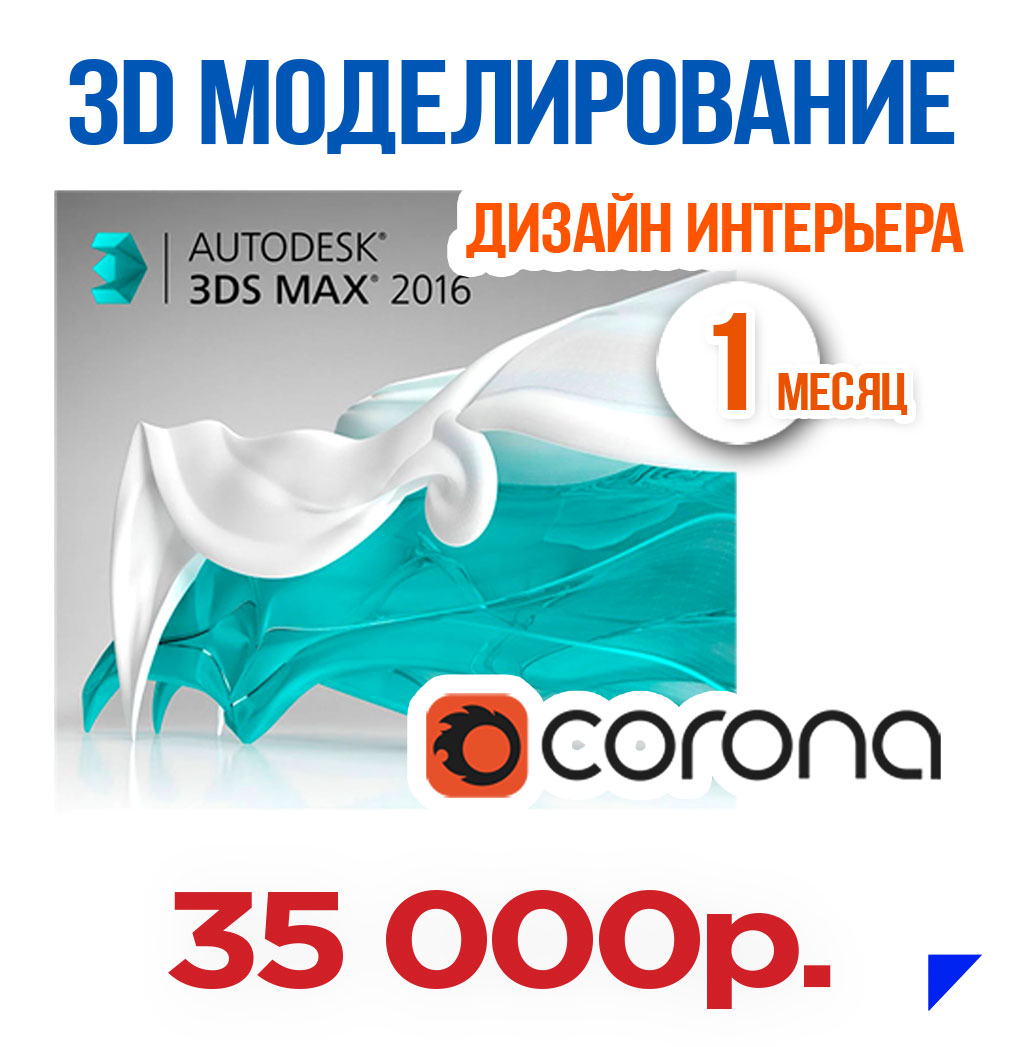 3D МОДЕЛИРОВАНИЕ
ДИЗАЙН ИНТЕРЬЕРА
AUTODESK®
3DS MAX® 2016
1 МЕСЯЦ
corona
35 000р.